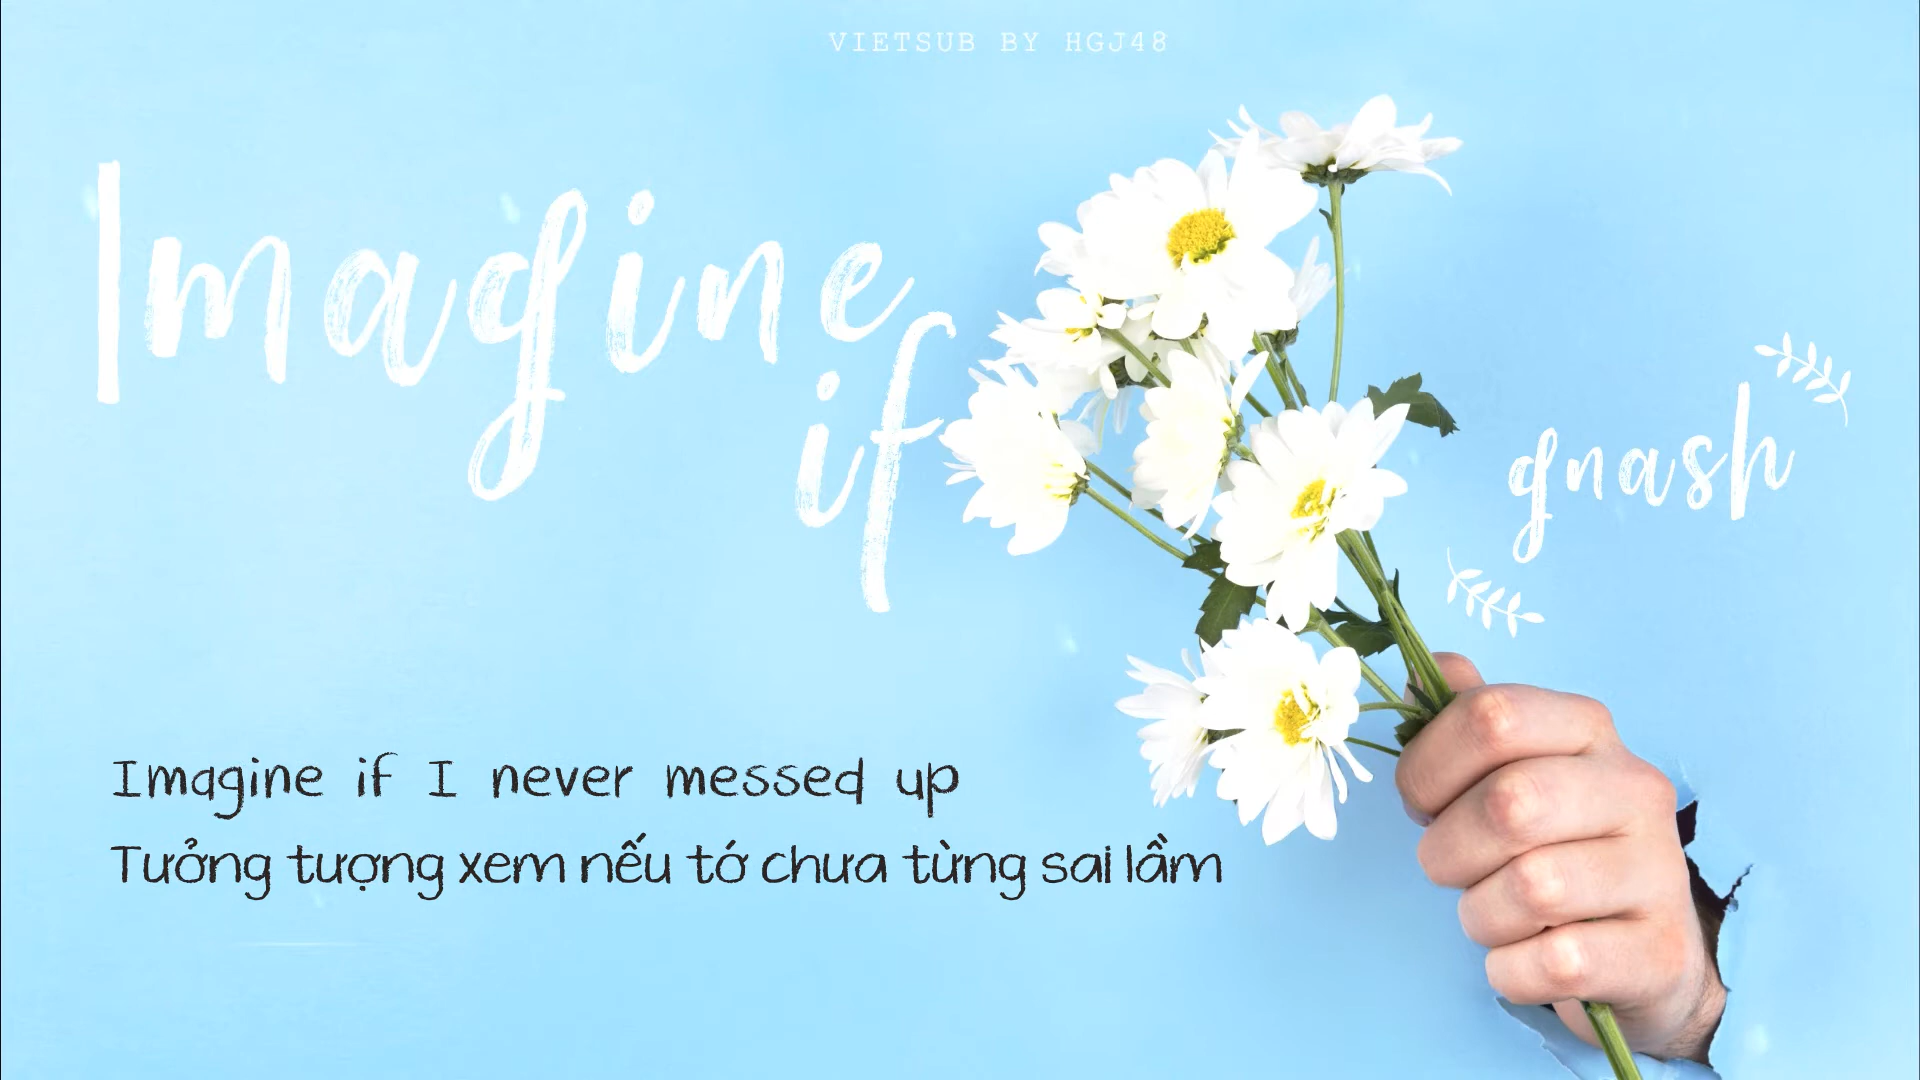 VIETSUB BY HGJ48
Imagine
if
gnash
Imagine if I never messed up
Tưởng tượng xem nếu tớ chưa từng sai lầm